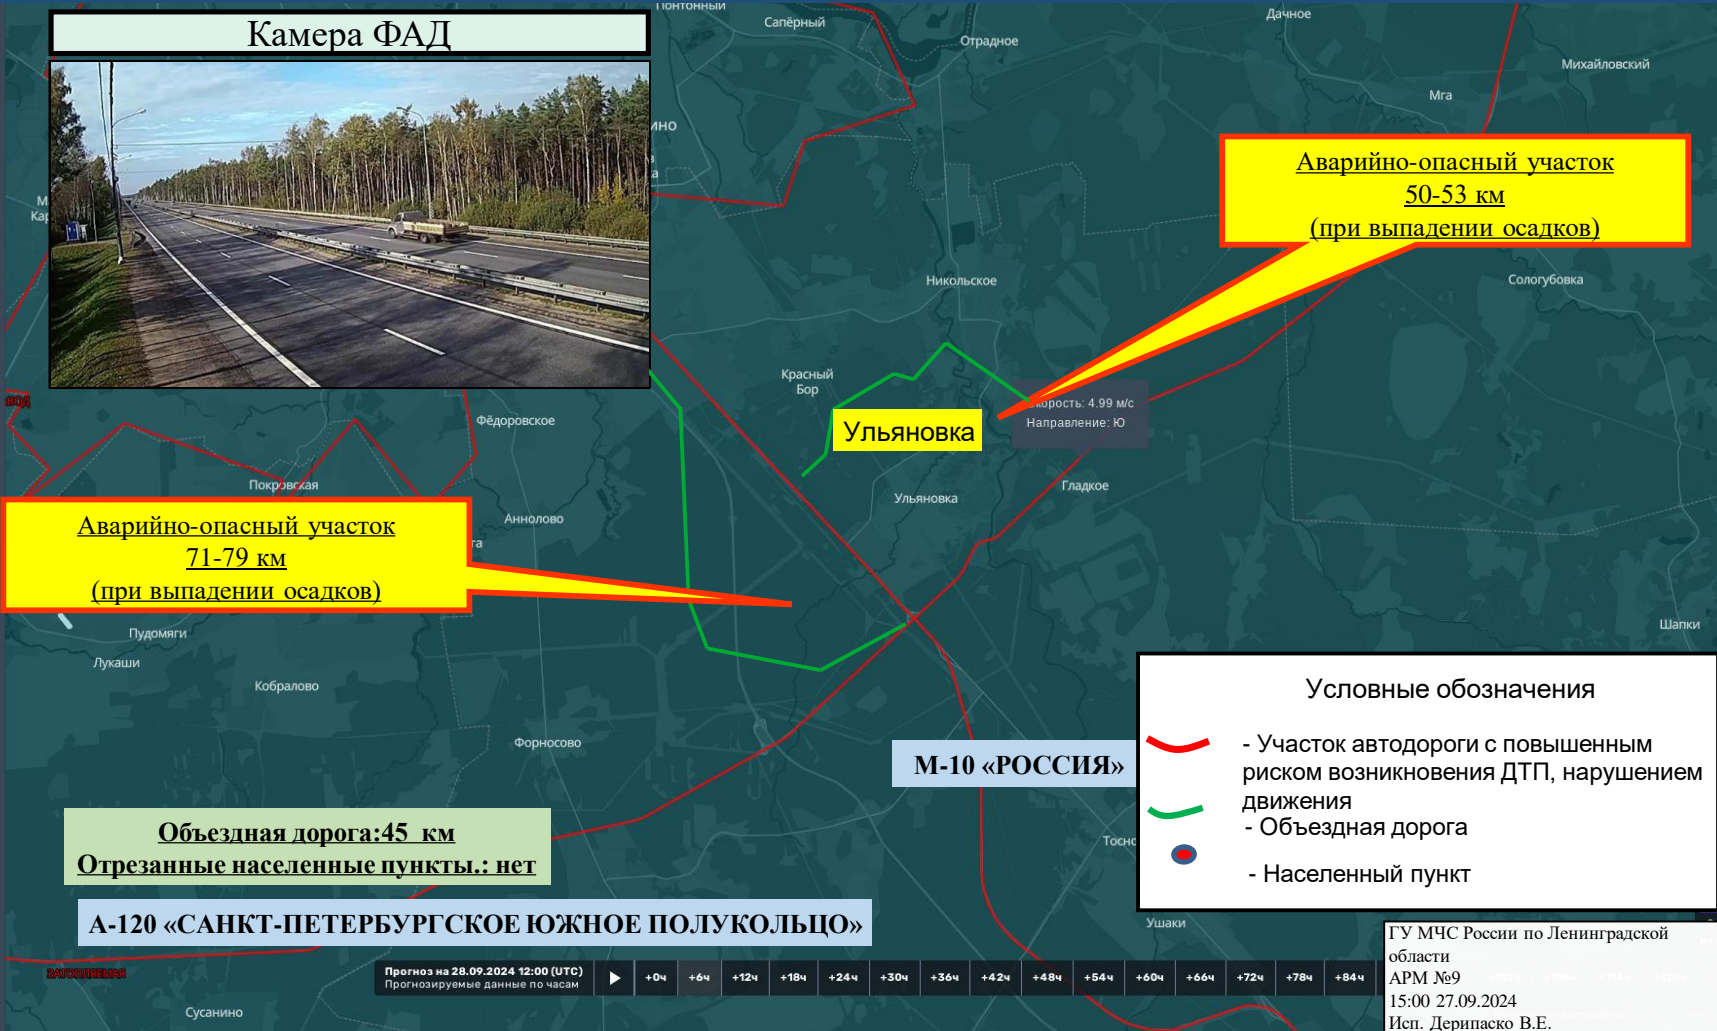 Камера ФАД
Понтонный
Сапёрный
Отрадное
Дачное
Михайловский
Мга
Аварийно-опасный участок
50-53 км
(при выпадении осадков)
Никольское
Сологубовка
Красный
Бор
Скорость: 4.99 м/с
Направление: Ю
Фёдоровское
Ульяновка
Покровская
Ульяновка
Гладкое
Аннолово
Аварийно-опасный участок
71-79 км
(при выпадении осадков)
Пудомяги
Лукаши
Шапки
Кобралово
Форносово
М-10 «РОССИЯ»
Условные обозначения
- Участок автодороги с повышенным
риском возникновения ДТП, нарушением
движения
- Объездная дорога
- Населенный пункт
Объездная дорога:45 км
Отрезанные населенные пункты.: нет
Тосно
А-120 «САНКТ-ПЕТЕРБУРГСКОЕ ЮЖНОЕ ПОЛУКОЛЬЦО»
Ушаки
ЗАТОПЛЯЕМАЯ
Прогноз на 28.09.2024 12:00 (UTC)
Прогнозируемые данные по часам
+0ч +6ч +12ч +18ч +24ч +30ч +36ч +42ч +48ч +54ч +60ч +66ч +72ч +78ч +84ч
Сусанино
ГУ МЧС России по Ленинградской
области
АРМ №9
15:00 27.09.2024
Исп. Дерипаско В.Е.